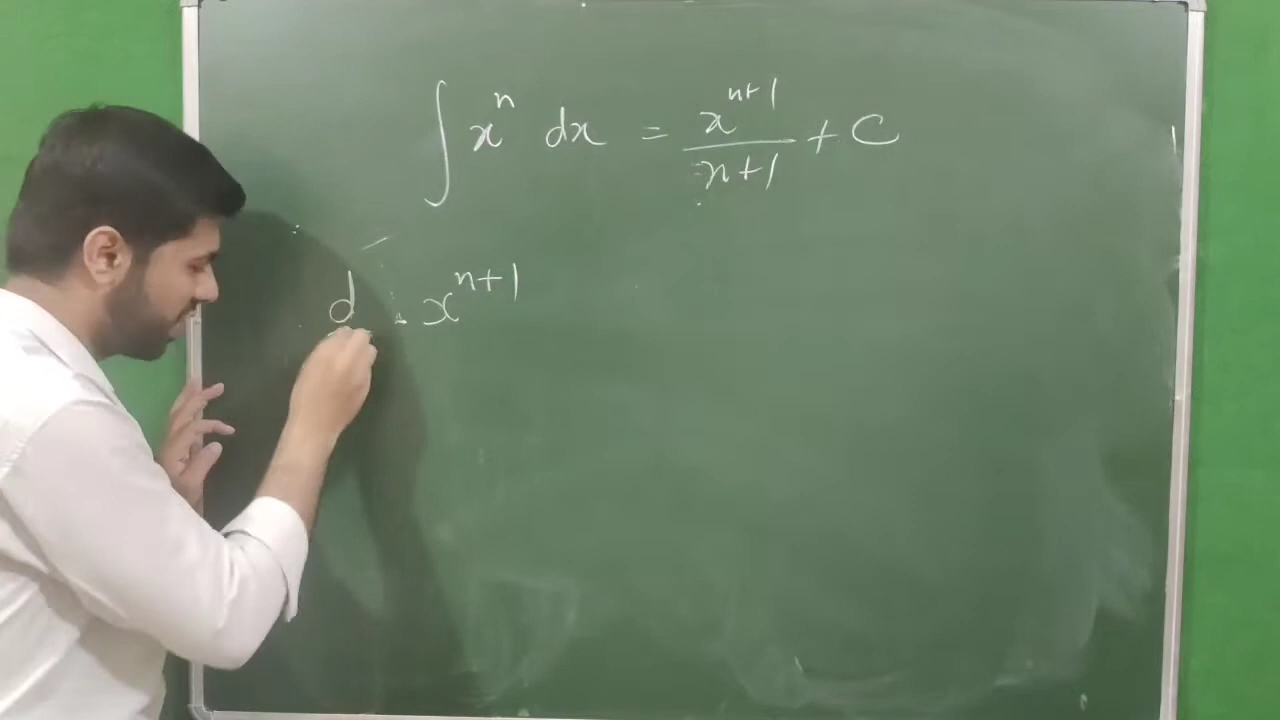 ∫ xⁿ dx = xⁿ⁺¹/n+1 + C
d xⁿ⁺¹